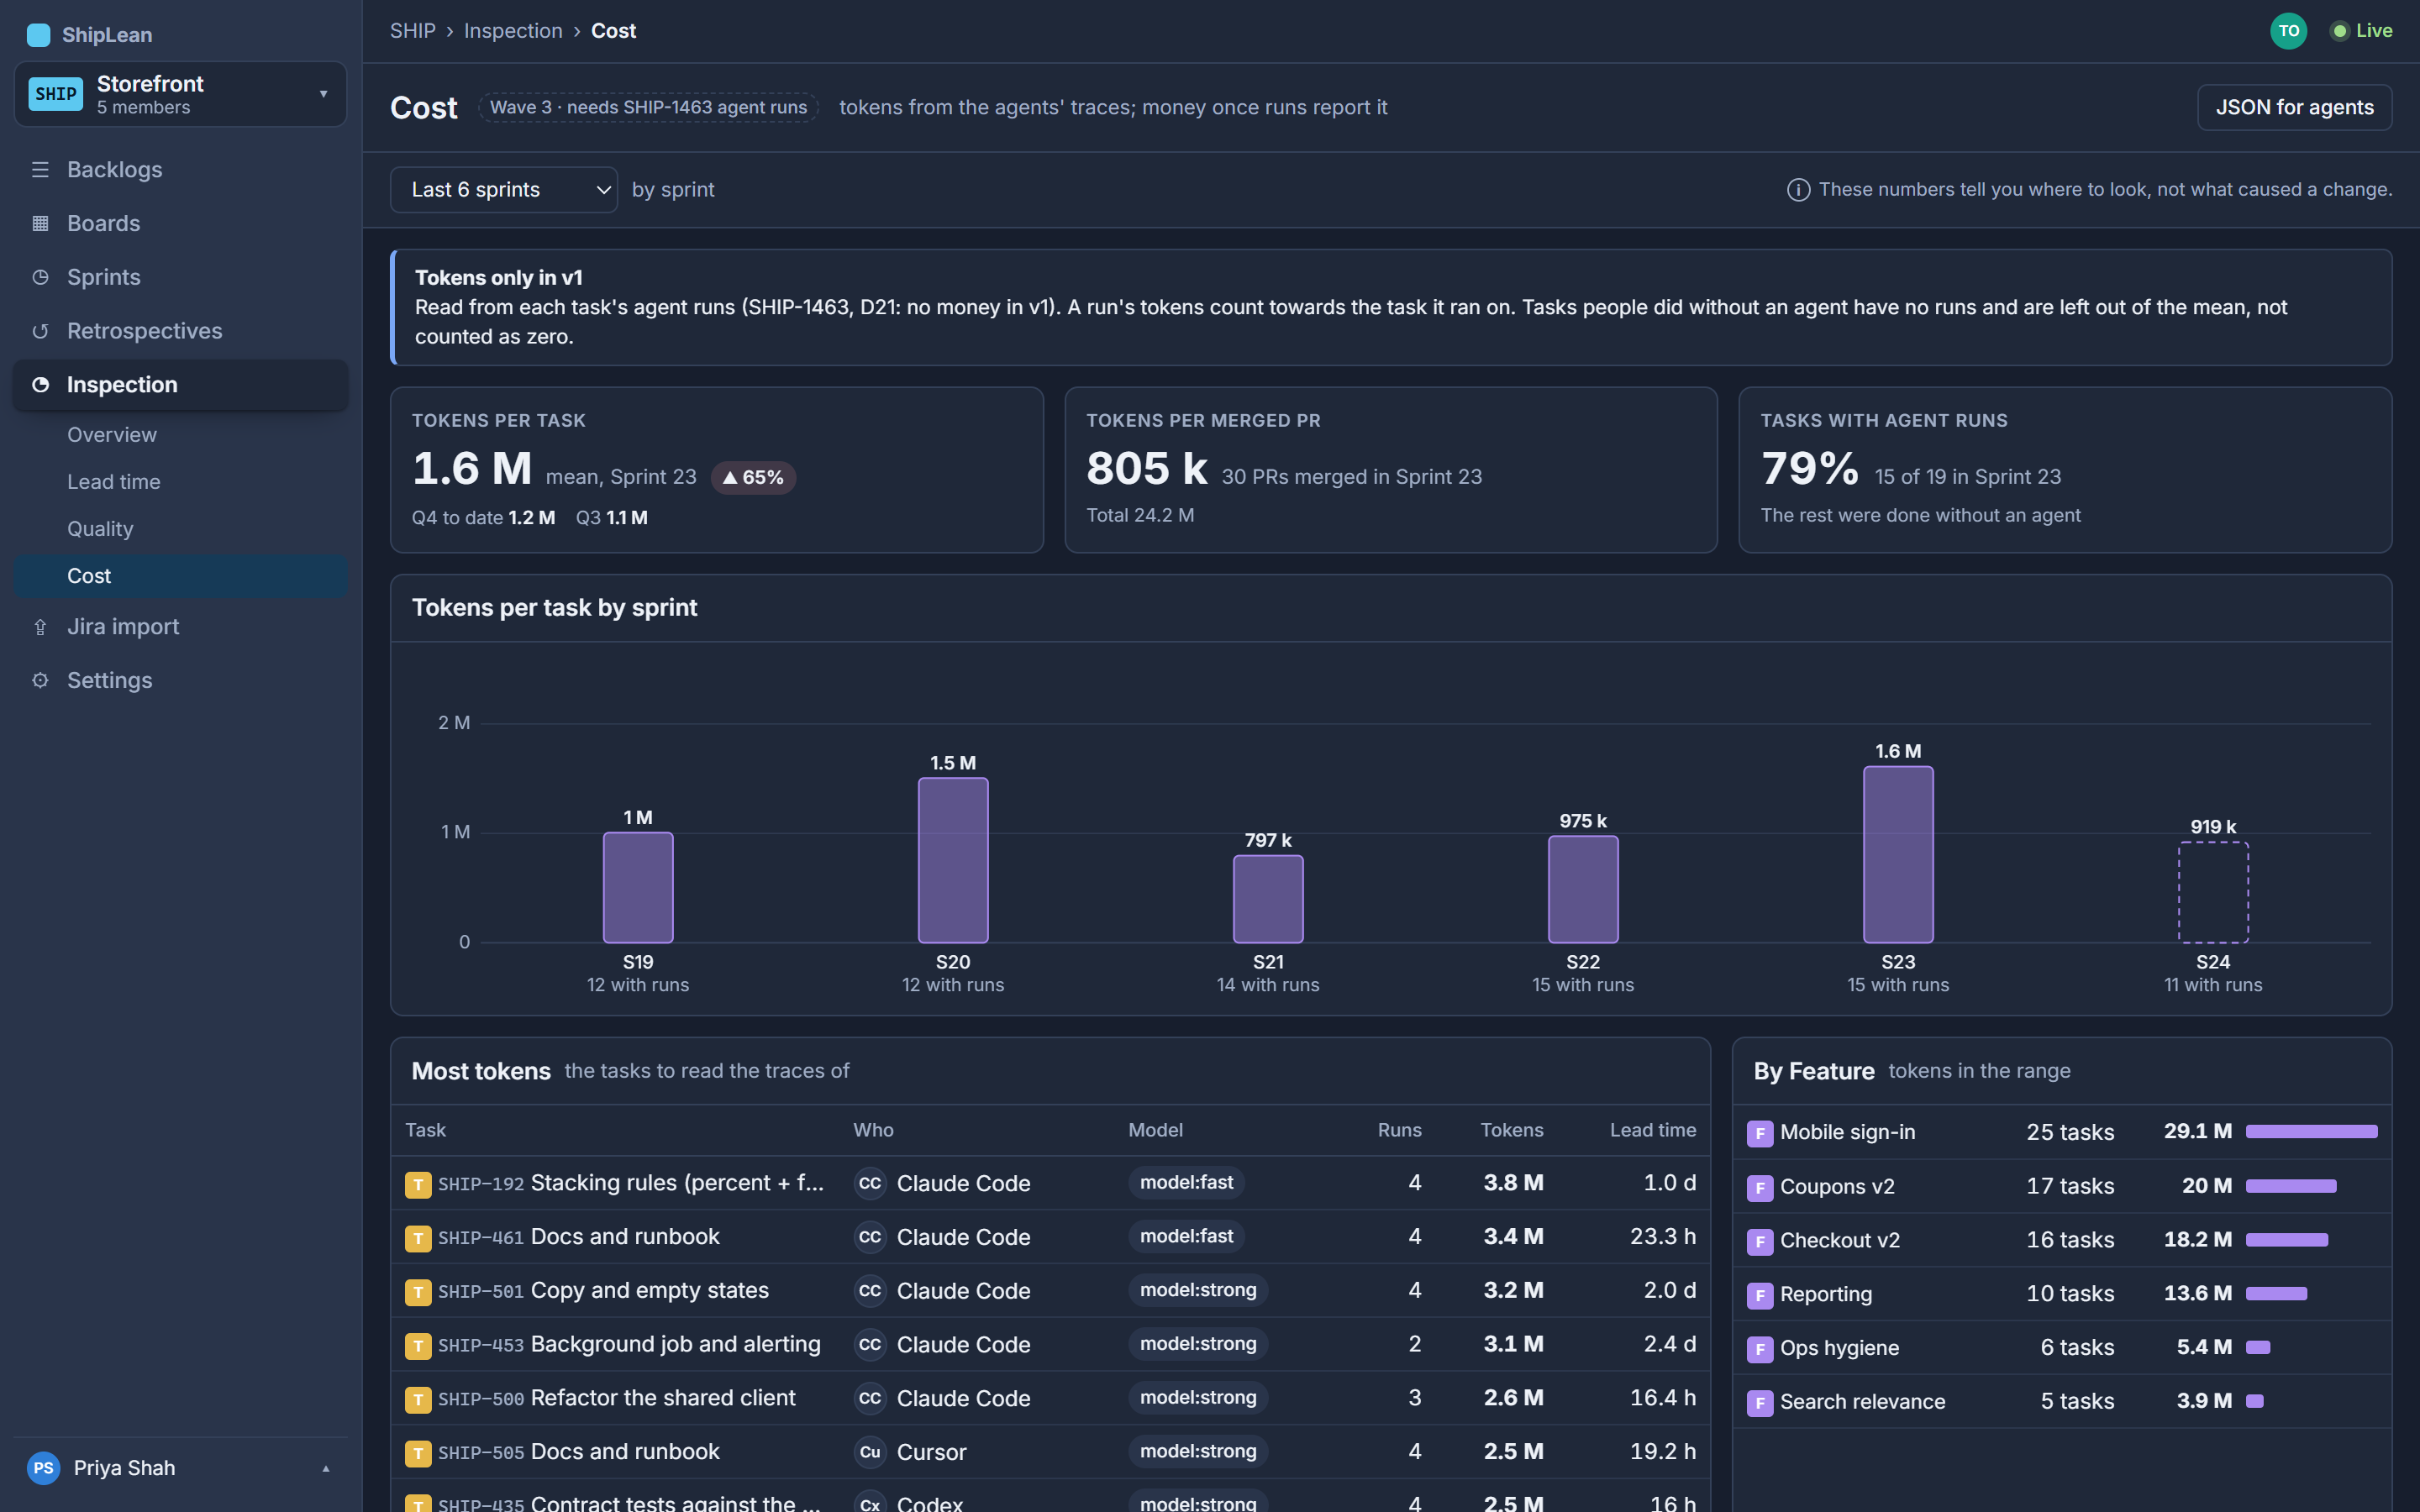 ShipLean
SHIP
Storefront
5 members
Backlogs
Boards
Sprints
Retrospectives
Inspection
Overview
Lead time
Quality
Cost
Jira import
Settings
PS Priya Shah
SHIP › Inspection › Cost
TO Live
Cost Wave 3 · needs SHIP-1463 agent runs tokens from the agents' traces; money once runs report it
JSON for agents
Last 6 sprints by sprint
These numbers tell you where to look, not what caused a change.
Tokens only in v1
Read from each task's agent runs (SHIP-1463, D21: no money in v1). A run's tokens count towards the task it ran on. Tasks people did without an agent have no runs and are left out of the mean, not
counted as zero.
TOKENS PER TASK
1.6 M mean, Sprint 23 ▲ 65%
Q4 to date 1.2 M Q3 1.1 M
TOKENS PER MERGED PR
805 k 30 PRs merged in Sprint 23
Total 24.2 M
TASKS WITH AGENT RUNS
79% 15 of 19 in Sprint 23
The rest were done without an agent
Tokens per task by sprint
2 M
1 M
0
1 M
1.5 M
797 k
975 k
1.6 M
919 k
S19 S20 S21 S22 S23 S24
12 with runs 12 with runs 14 with runs 15 with runs 15 with runs 11 with runs
Most tokens the tasks to read the traces of
Task Who Model Runs Tokens Lead time
T SHIP-192 Stacking rules (percent + f... CC Claude Code model:fast 4 3.8 M 1.0 d
T SHIP-461 Docs and runbook CC Claude Code model:fast 4 3.4 M 23.3 h
T SHIP-501 Copy and empty states CC Claude Code model:strong 4 3.2 M 2.0 d
T SHIP-453 Background job and alerting CC Claude Code model:strong 2 3.1 M 2.4 d
T SHIP-500 Refactor the shared client CC Claude Code model:strong 3 2.6 M 16.4 h
T SHIP-505 Docs and runbook Cu Cursor model:strong 4 2.5 M 19.2 h
T SHIP-435 Contract tests against the ... Cx Codex model:strong 4 2.5 M 16 h
By Feature tokens in the range
F Mobile sign-in 25 tasks 29.1 M
F Coupons v2 17 tasks 20 M
F Checkout v2 16 tasks 18.2 M
F Reporting 10 tasks 13.6 M
F Ops hygiene 6 tasks 5.4 M
F Search relevance 5 tasks 3.9 M